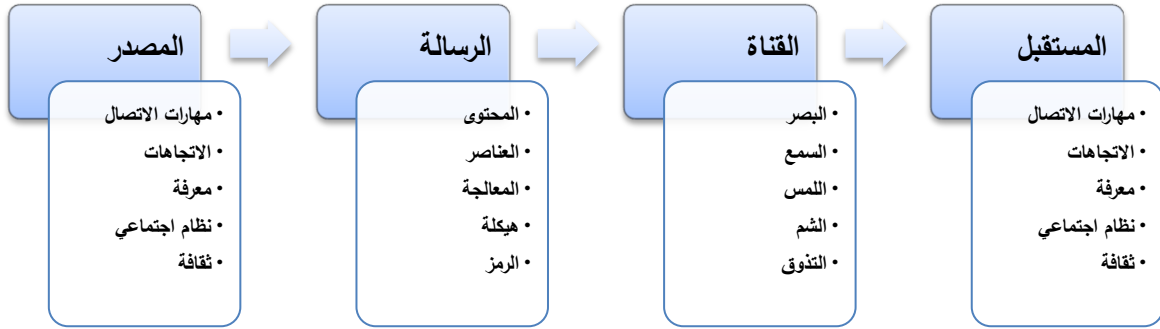 المصدر
مهارات الاتصال
الاتجاهات
معرفة
نظام اجتماعي
ثقافة
الرسالة
المحتوى
العناصر
المعالجة
هيكلة
الرمز
القناة
البصر
السمع
اللمس
الشم
التذوق
المستقبل
مهارات الاتصال
الاتجاهات
معرفة
نظام اجتماعي
ثقافة